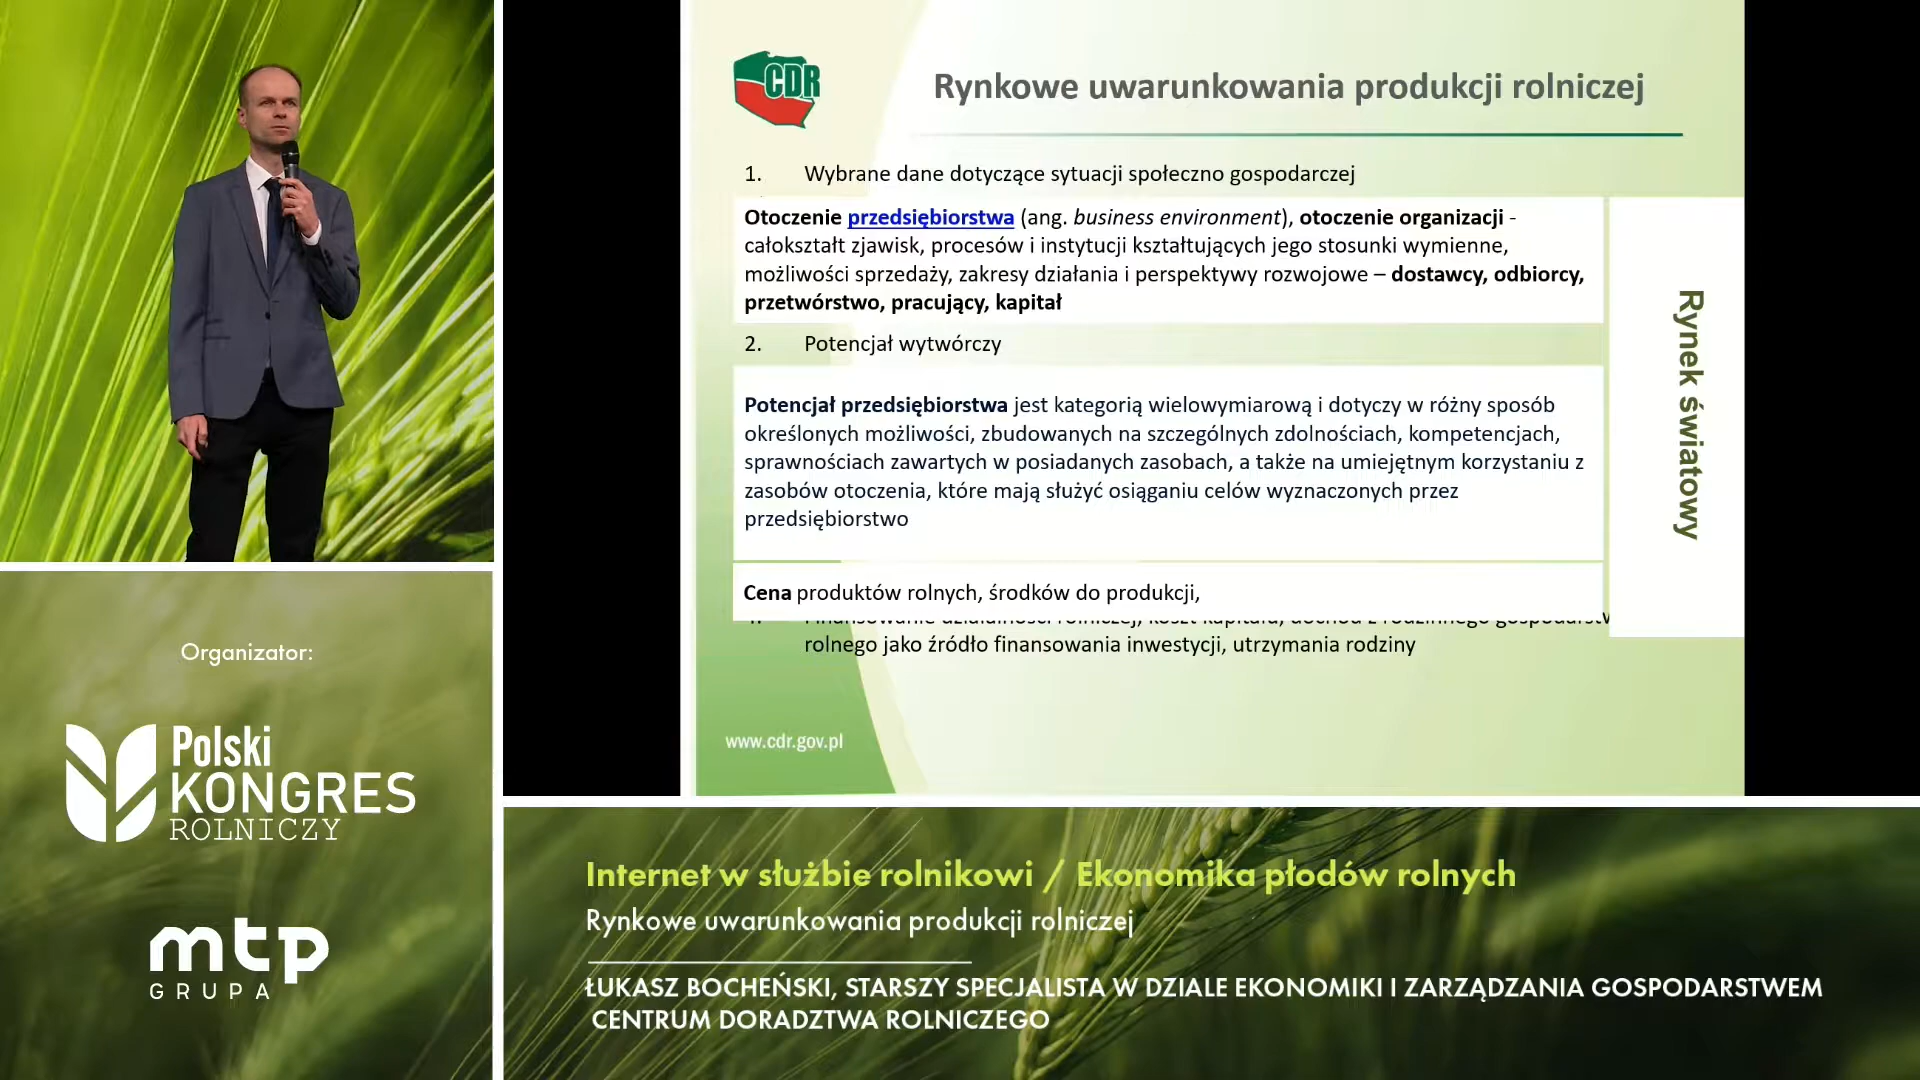 CDR
Rynkowe uwarunkowania produkcji rolniczej
1. Wybrane dane dotyczące sytuacji społeczno gospodarczej
Otoczenie przedsiębiorstwa (ang. business environment), otoczenie organizacji -
całokształt zjawisk, procesów i instytucji kształtujących jego stosunki wymienne,
możliwości sprzedaży, zakresy działania i perspektywy rozwojowe – dostawcy, odbiorcy,
przetwórstwo, pracujący, kapitał
2. Potencjał wytwórczy
Potencjał przedsiębiorstwa jest kategorią wielowymiarową i dotyczy w różny sposób
określonych możliwości, zbudowanych na szczególnych zdolnościach, kompetencjach,
sprawnościach zawartych w posiadanych zasobach, a także na umiejętnym korzystaniu z
zasobów otoczenia, które mają służyć osiąganiu celów wyznaczonych przez
przedsiębiorstwo
Cena produktów rolnych, środków do produkcji,
rolnego jako źródło finansowania inwestycji, utrzymania rodziny
Rynek światowy
www.cdr.gov.pl
Organizator:
Polski
KONGRES
ROLNICZY
mtp
GRUPA
Internet w służbie rolnikowi / Ekonomika płodów rolnych
Rynkowe uwarunkowania produkcji rolniczej
ŁUKASZ BOCHEŃSKI, STARSZY SPECJALISTA W DZIALE EKONOMIKI I ZARZĄDZANIA GOSPODARSTWEM
CENTRUM DORADZTWA ROLNICZEGO